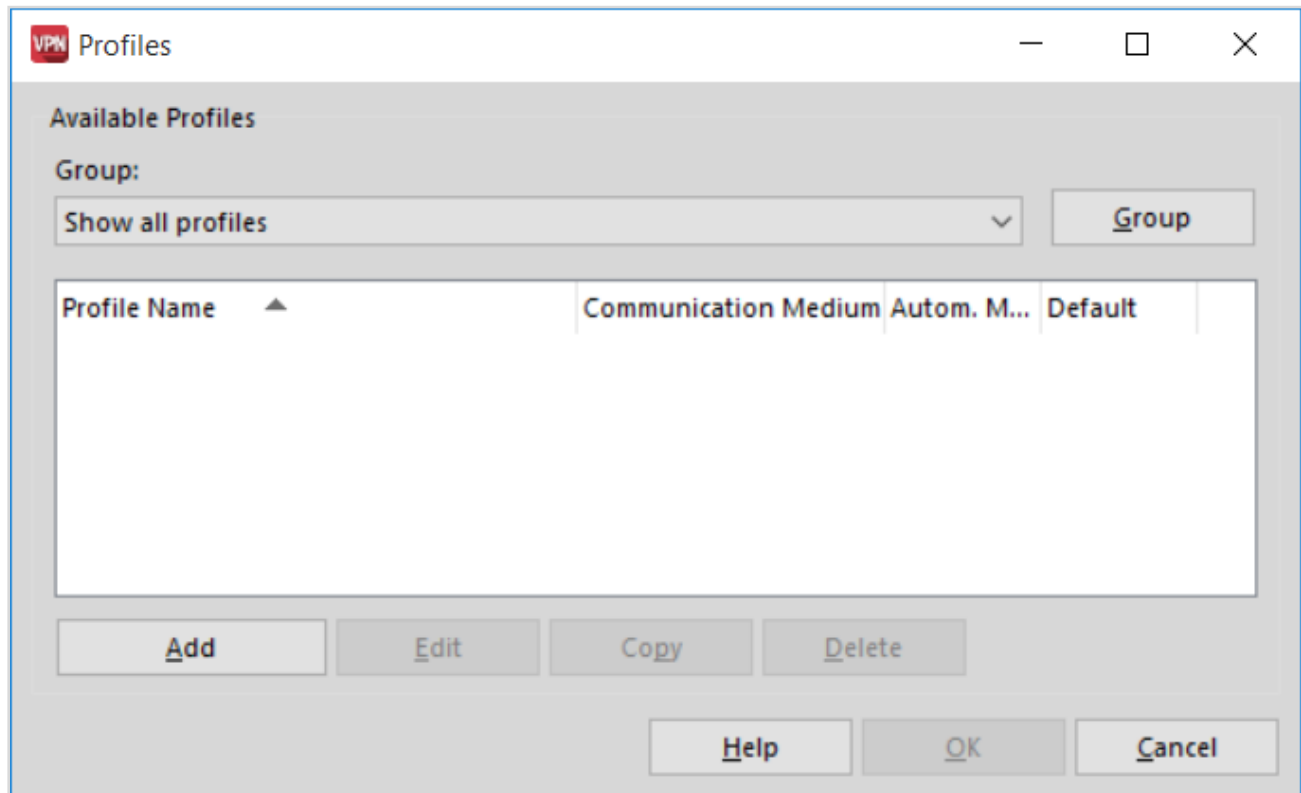 VPN Profiles
Available Profiles
Group:
Show all profiles Group
Profile Name Communication Medium Autom. M... Default
Add Edit Copy Delete
Help OK Cancel